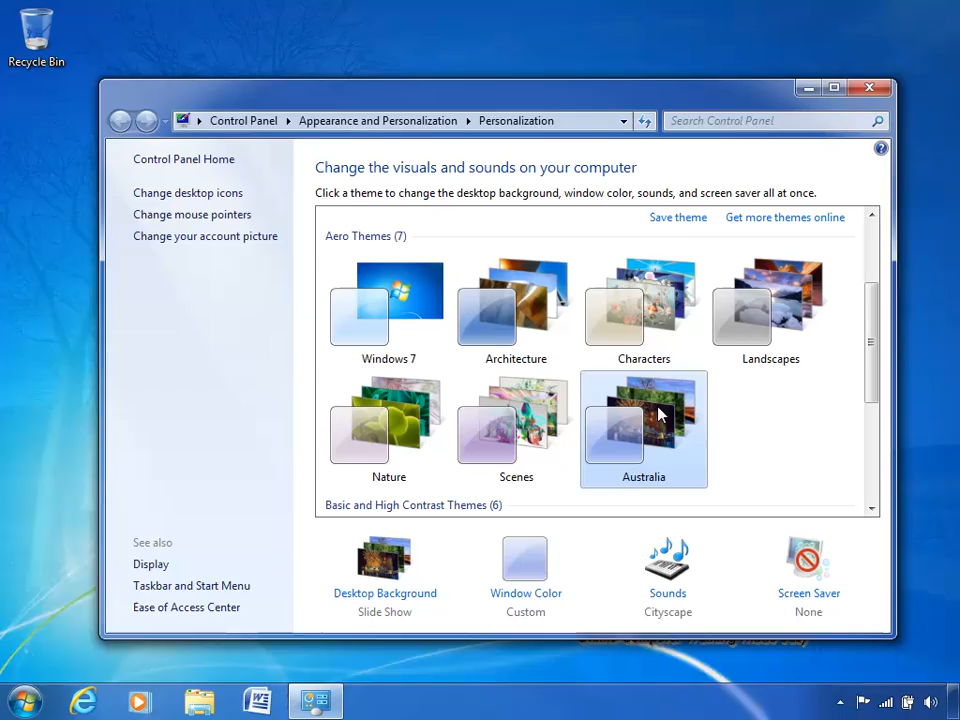 Recycle Bin
Control Panel
Appearance and Personalization
Personalization
Search Control Panel
Control Panel Home
Change desktop icons
Change mouse pointers
Change your account picture
Change the visuals and sounds on your computer
Click a theme to change the desktop background, window color, sounds, and screen saver all at once.
Save theme
Get more themes online
Aero Themes (7)
Windows 7
Architecture
Characters
Landscapes
Nature
Scenes
Australia
Basic and High Contrast Themes (6)
Desktop Background
Slide Show
Window Color
Custom
Sounds
Cityscape
Screen Saver
None
See also
Display
Taskbar and Start Menu
Ease of Access Center